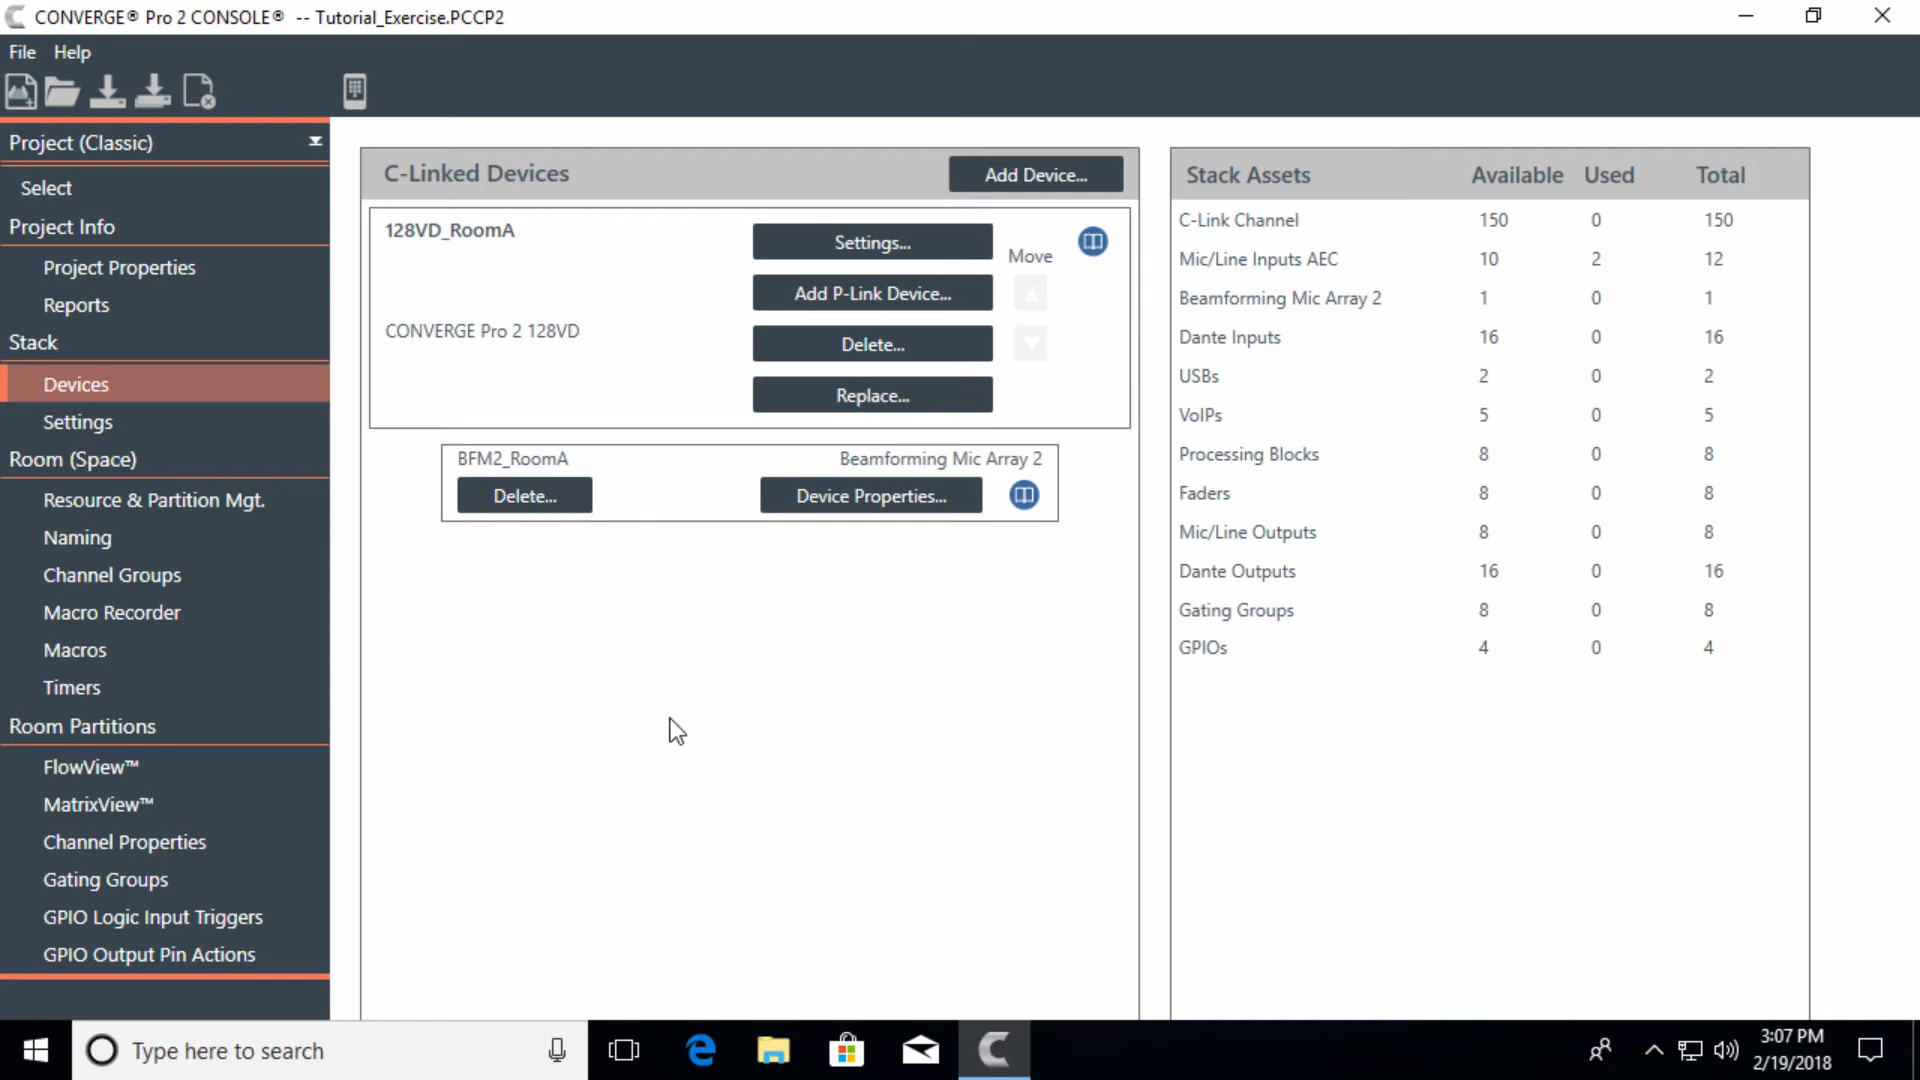 CONVERGE® Pro 2 CONSOLE® -- Tutorial_Exercise.PCCP2
File Help
Project (Classic)
Select
Project Info
Project Properties
Reports
Stack
Devices
Settings
Room (Space)
Resource & Partition Mgt.
Naming
Channel Groups
Macro Recorder
Macros
Timers
Room Partitions
FlowView™
MatrixView™
Channel Properties
Gating Groups
GPIO Logic Input Triggers
GPIO Output Pin Actions
C-Linked Devices
Add Device...
128VD_RoomA
Settings...
Move
Add P-Link Device...
CONVERGE Pro 2 128VD
Delete...
Replace...
BFM2_RoomA Beamforming Mic Array 2
Delete... Device Properties...
Stack Assets Available Used Total
C-Link Channel 150 0 150
Mic/Line Inputs AEC 10 2 12
Beamforming Mic Array 2 1 0 1
Dante Inputs 16 0 16
USBs 2 0 2
VoIPs 5 0 5
Processing Blocks 8 0 8
Faders 8 0 8
Mic/Line Outputs 8 0 8
Dante Outputs 16 0 16
Gating Groups 8 0 8
GPIOs 4 0 4
Type here to search
3:07 PM
2/19/2018